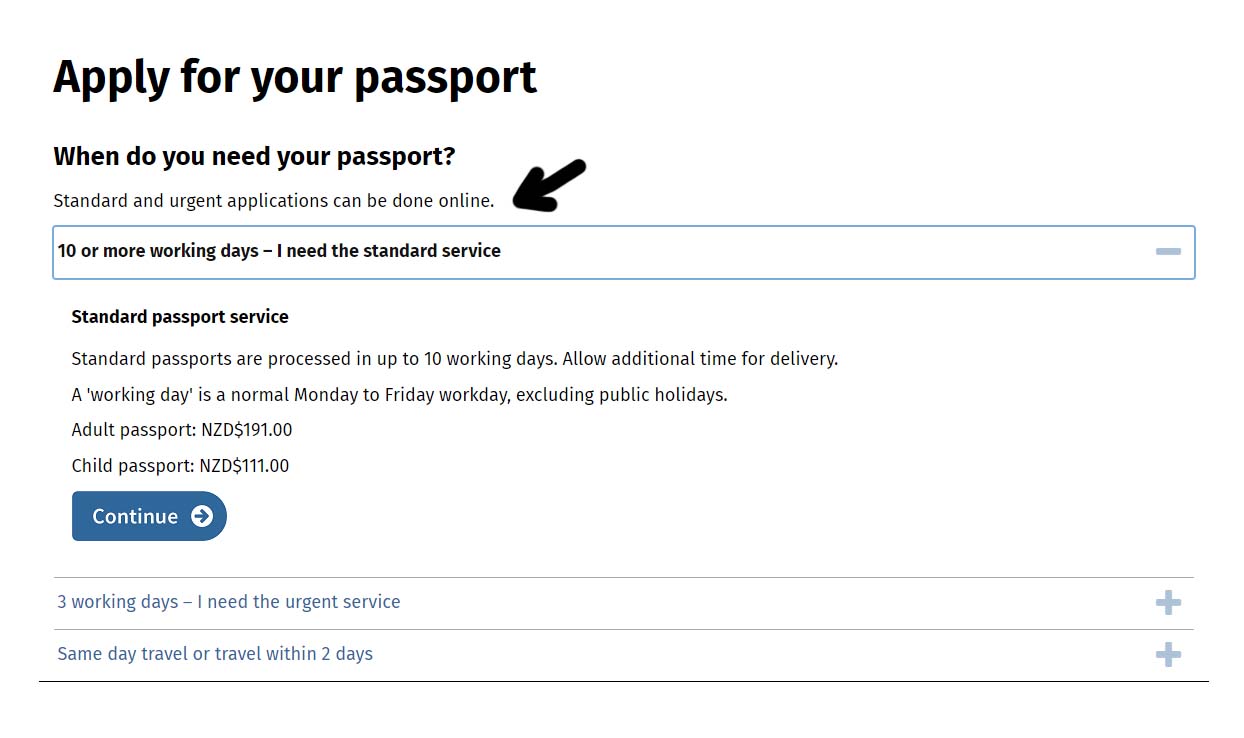 Apply for your passport
When do you need your passport?
Standard and urgent applications can be done online.
10 or more working days – I need the standard service
Standard passport service
Standard passports are processed in up to 10 working days. Allow additional time for delivery.
A 'working day' is a normal Monday to Friday workday, excluding public holidays.
Adult passport: NZD$191.00
Child passport: NZD$111.00
Continue
3 working days – I need the urgent service
Same day travel or travel within 2 days